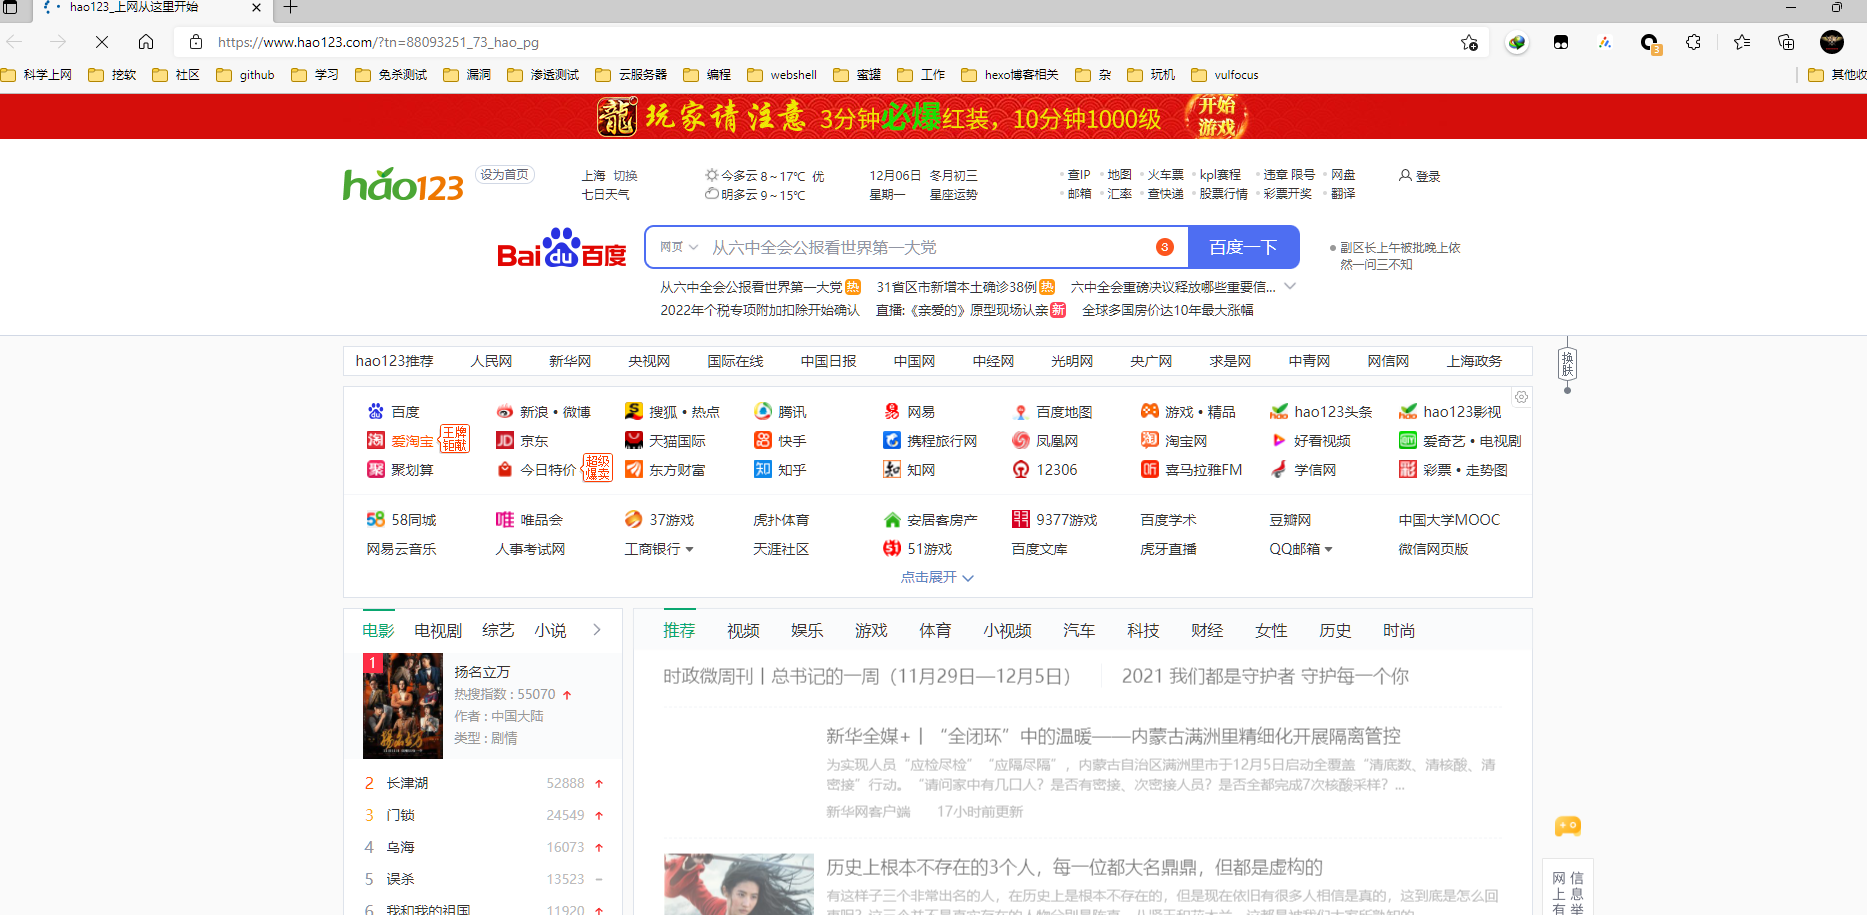 hao123_上网从这里开始
https://www.hao123.com/?tn=88093251_73_hao_pg
3
科学上网 挖软 社区 github 学习 免杀测试 漏洞 渗透测试 云服务器 编程 webshell 蜜罐 工作 hexo博客相关 杂 玩机 vulfocus 其他收
龍 玩家请注意 3分钟必爆红装，10分钟1000级 开始游戏
hao123 设为首页
上海 切换 今多云 8 ~ 17℃ 优 12月06日 冬月初三 查IP 地图 火车票 kpl赛程 违章 限号 网盘 登录
七日天气 明多云 9 ~ 15℃ 星期一 星座运势 邮箱 汇率 查快递 股票行情 彩票开奖 翻译
Bai du 百度 网页 从六中全会公报看世界第一大党 3 百度一下
副区长上午被批晚上依
然一问三不知
从六中全会公报看世界第一大党 热 31省区市新增本土确诊38例 热 六中全会重磅决议释放哪些重要信...
2022年个税专项附加扣除开始确认 直播:《亲爱的》原型现场认亲 新 全球多国房价达10年最大涨幅
hao123推荐 人民网 新华网 央视网 国际在线 中国日报 中国网 中经网 光明网 央广网 求是网 中青网 网信网 上海政务
换肤
百度 新浪 • 微博 搜狐 • 热点 腾讯 网易 百度地图 游戏 • 精品 hao123头条 hao123影视
淘 爱淘宝 王牌钜献 JD 京东 天猫国际 快手 携程旅行网 凤凰网 淘 淘宝网 好看视频 爱奇艺 • 电视剧
聚 聚划算 今日特价 超级爆卖 东方财富 知 知乎 知网 12306 听 喜马拉雅FM 学信网 彩 彩票 • 走势图
58 58同城 唯 唯品会 37游戏 虎扑体育 安居客房产 9377游戏 百度学术 豆瓣网 中国大学MOOC
网易云音乐 人事考试网 工商银行 天涯社区 51 51游戏 百度文库 虎牙直播 QQ邮箱 微信网页版
点击展开
电影 电视剧 综艺 小说
1
扬名立万
扬名立万
热搜指数 : 55070
作者 : 中国大陆
类型 : 剧情
2 长津湖 52888
3 门锁 24549
4 乌海 16073
5 误杀 13523
6 我和我的祖国 11920
推荐 视频 娱乐 游戏 体育 小视频 汽车 科技 财经 女性 历史 时尚
时政微周刊丨总书记的一周（11月29日—12月5日） 2021 我们都是守护者 守护每一个你
新华全媒+丨“全闭环”中的温暖——内蒙古满洲里精细化开展隔离管控
为实现人员“应检尽检”“应隔尽隔”，内蒙古自治区满洲里市于12月5日启动全覆盖“清底数、清核酸、清
密接”行动。“请问家中有几口人？是否有密接、次密接人员？是否全都完成7次核酸采样？...
新华网客户端 17小时前更新
历史上根本不存在的3个人，每一位都大名鼎鼎，但都是虚构的
有这样子三个非常出名的人，在历史上是根本不存在的，但是现在依旧有很多人相信是真的，这到底是怎么回
网上有
信息举